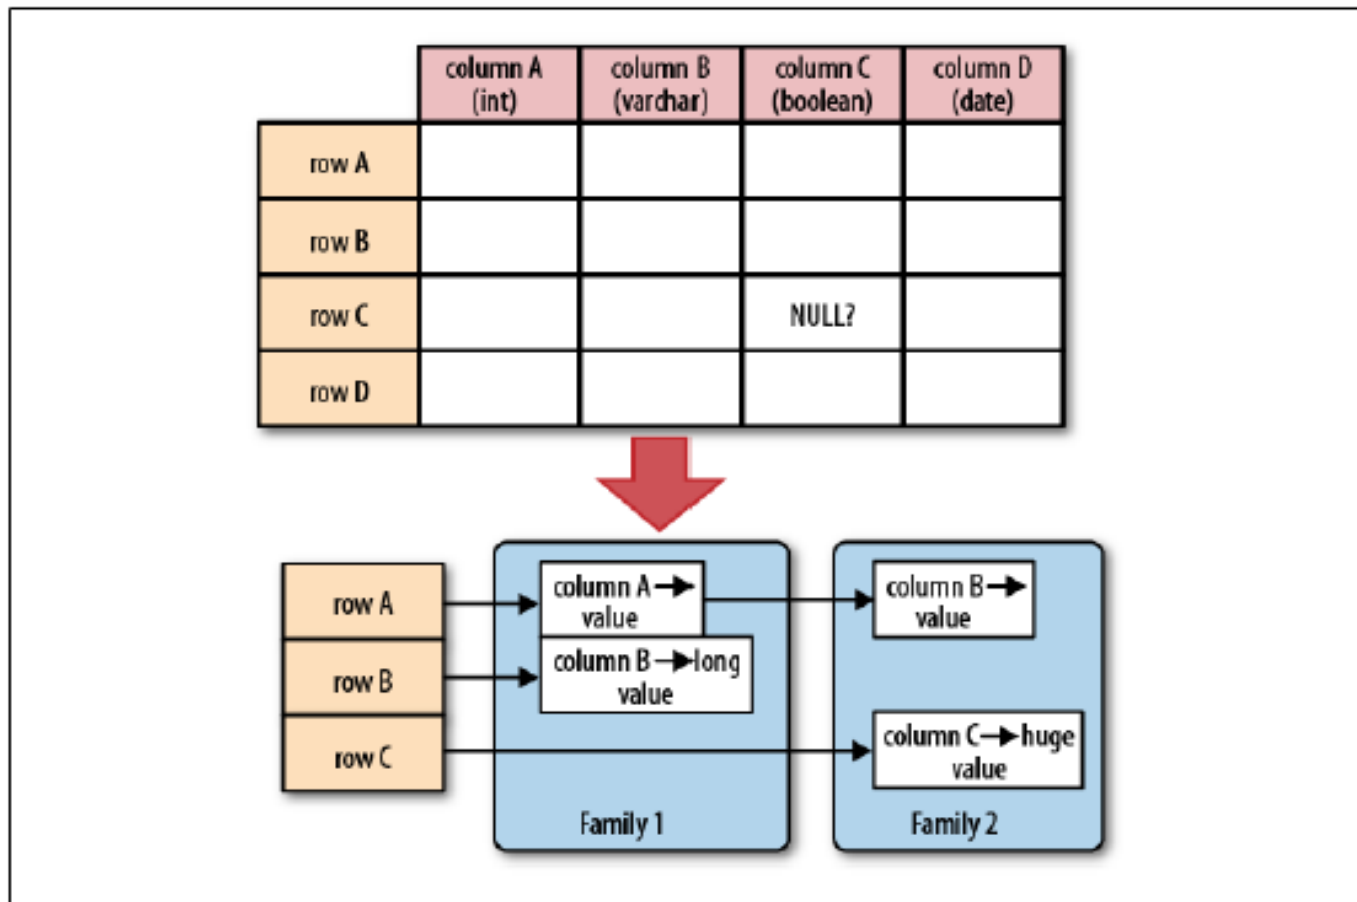 column A
(int)
column B
(varchar)
column C
(boolean)
column D
(date)
row A
row B
row C
NULL?
row D
row A
column A
value
column B
value
row B
column B long
value
row C
column C huge
value
Family 1
Family 2